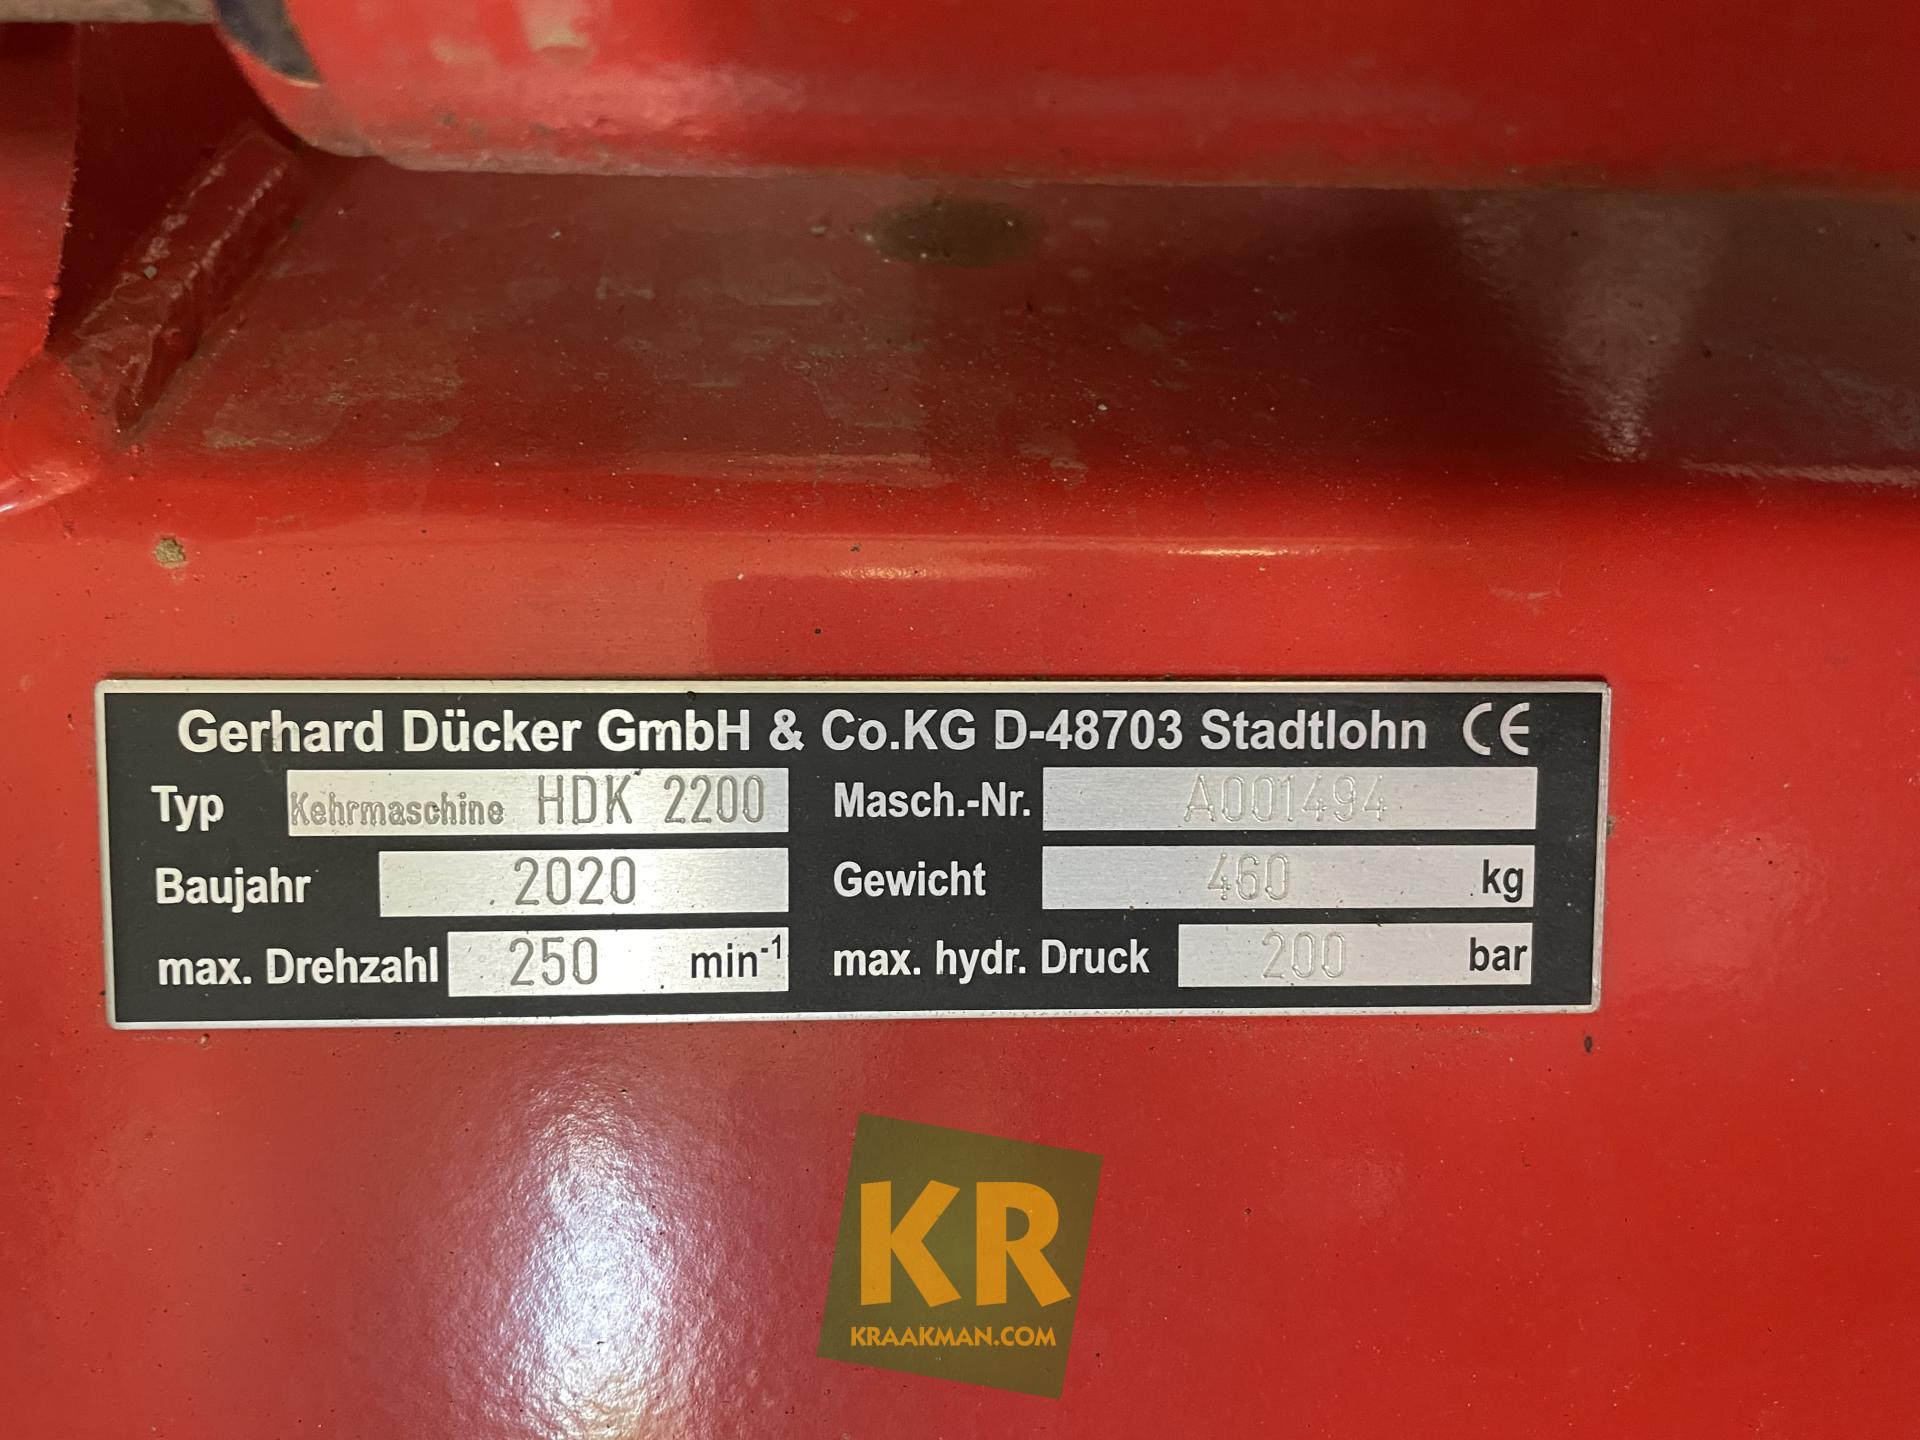 Gerhard Dücker GmbH & Co.KG D-48703 Stadtlohn CE
Typ Kehrmaschine HDK 2200 Masch.-Nr. A001494
Baujahr 2020 Gewicht 460 kg
max. Drehzahl 250 min⁻¹ max. hydr. Druck 200 bar
KR
KRAAKMAN.COM